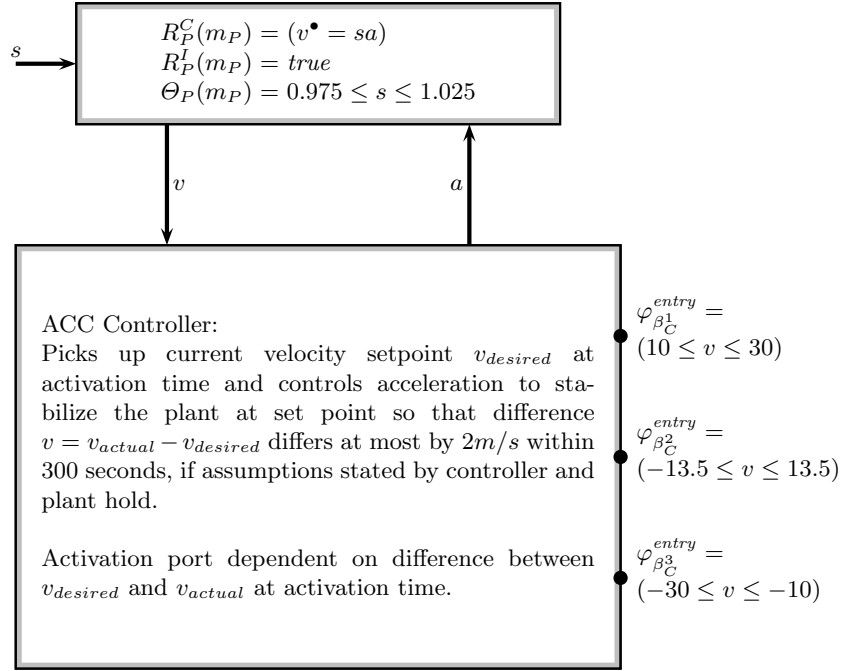 R_P^C(m_P) = (v^• = sa)
R_P^I(m_P) = true
Θ_P(m_P) = 0.975 ≤ s ≤ 1.025
s
v
a
ACC Controller:
Picks up current velocity setpoint v_desired at
activation time and controls acceleration to sta-
bilize the plant at set point so that difference
v = v_actual − v_desired differs at most by 2m/s within
300 seconds, if assumptions stated by controller and
plant hold.
Activation port dependent on difference between
v_desired and v_actual at activation time.
φ_{β_C^1}^{entry} =
(10 ≤ v ≤ 30)
φ_{β_C^2}^{entry} =
(−13.5 ≤ v ≤ 13.5)
φ_{β_C^3}^{entry} =
(−30 ≤ v ≤ −10)